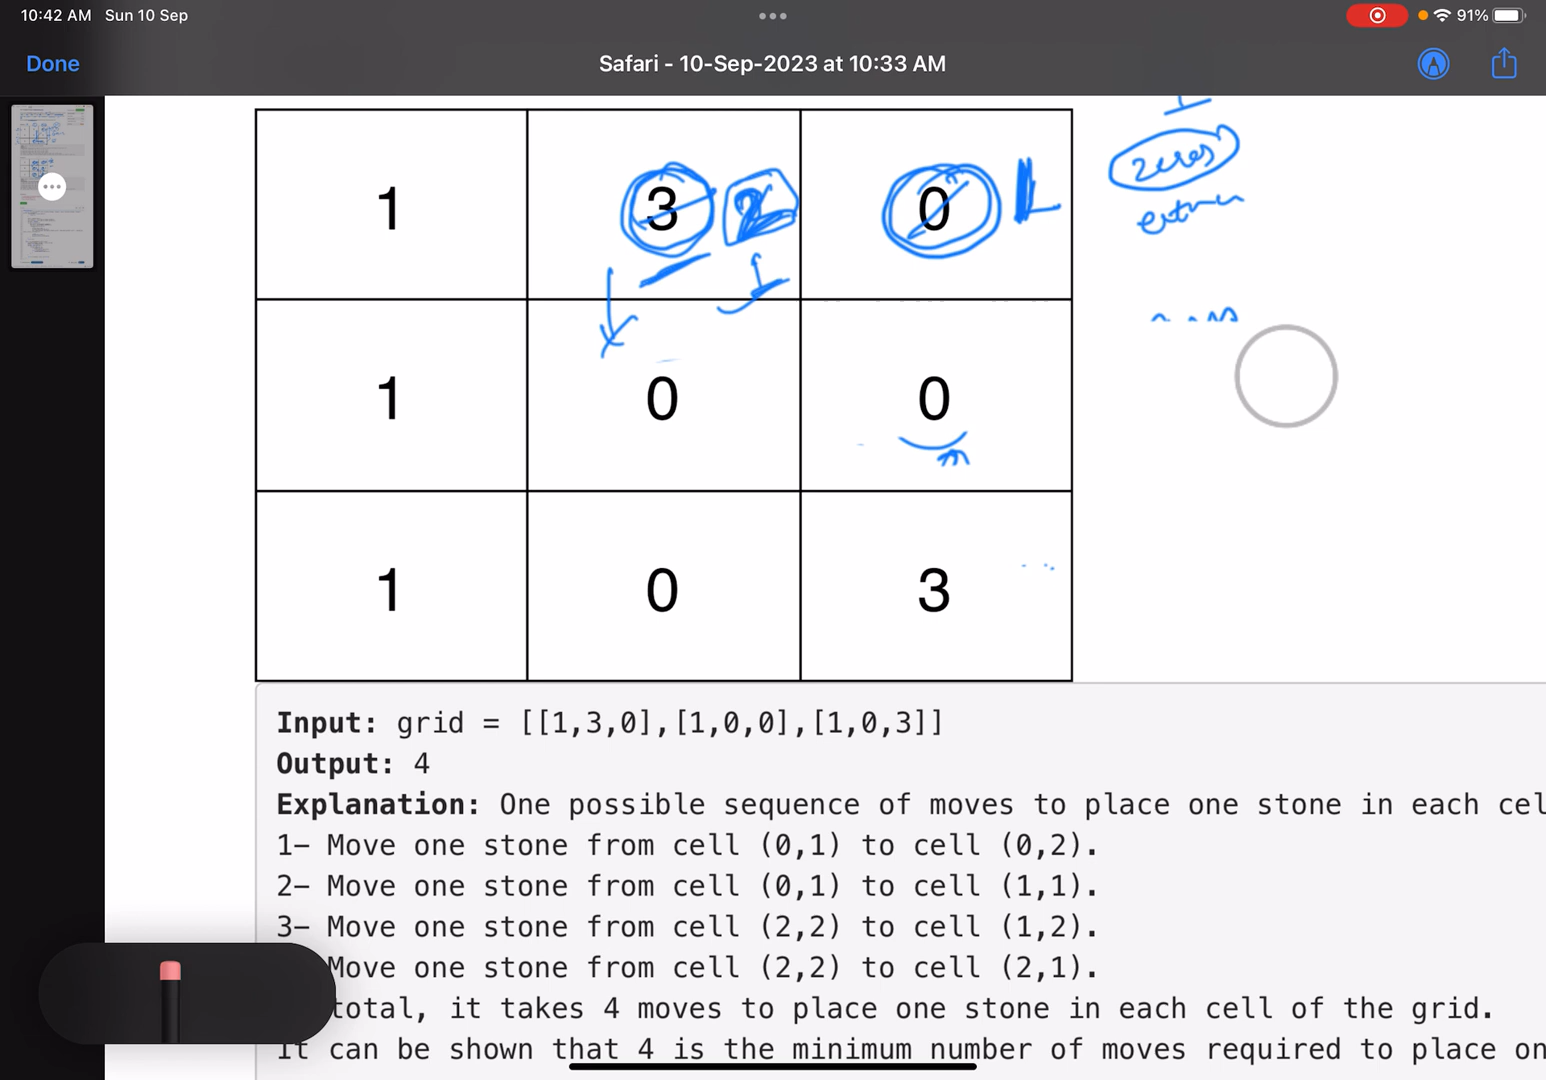 10:42 AM Sun 10 Sep
91%
Done
Safari - 10-Sep-2023 at 10:33 AM
1 3 2 0 1
1
zeros
extra
1 0 0
1 0 3
Input: grid = [[1,3,0],[1,0,0],[1,0,3]]
Output: 4
Explanation: One possible sequence of moves to place one stone in each cel
1- Move one stone from cell (0,1) to cell (0,2).
2- Move one stone from cell (0,1) to cell (1,1).
3- Move one stone from cell (2,2) to cell (1,2).
Move one stone from cell (2,2) to cell (2,1).
total, it takes 4 moves to place one stone in each cell of the grid.
It can be shown that 4 is the minimum number of moves required to place on